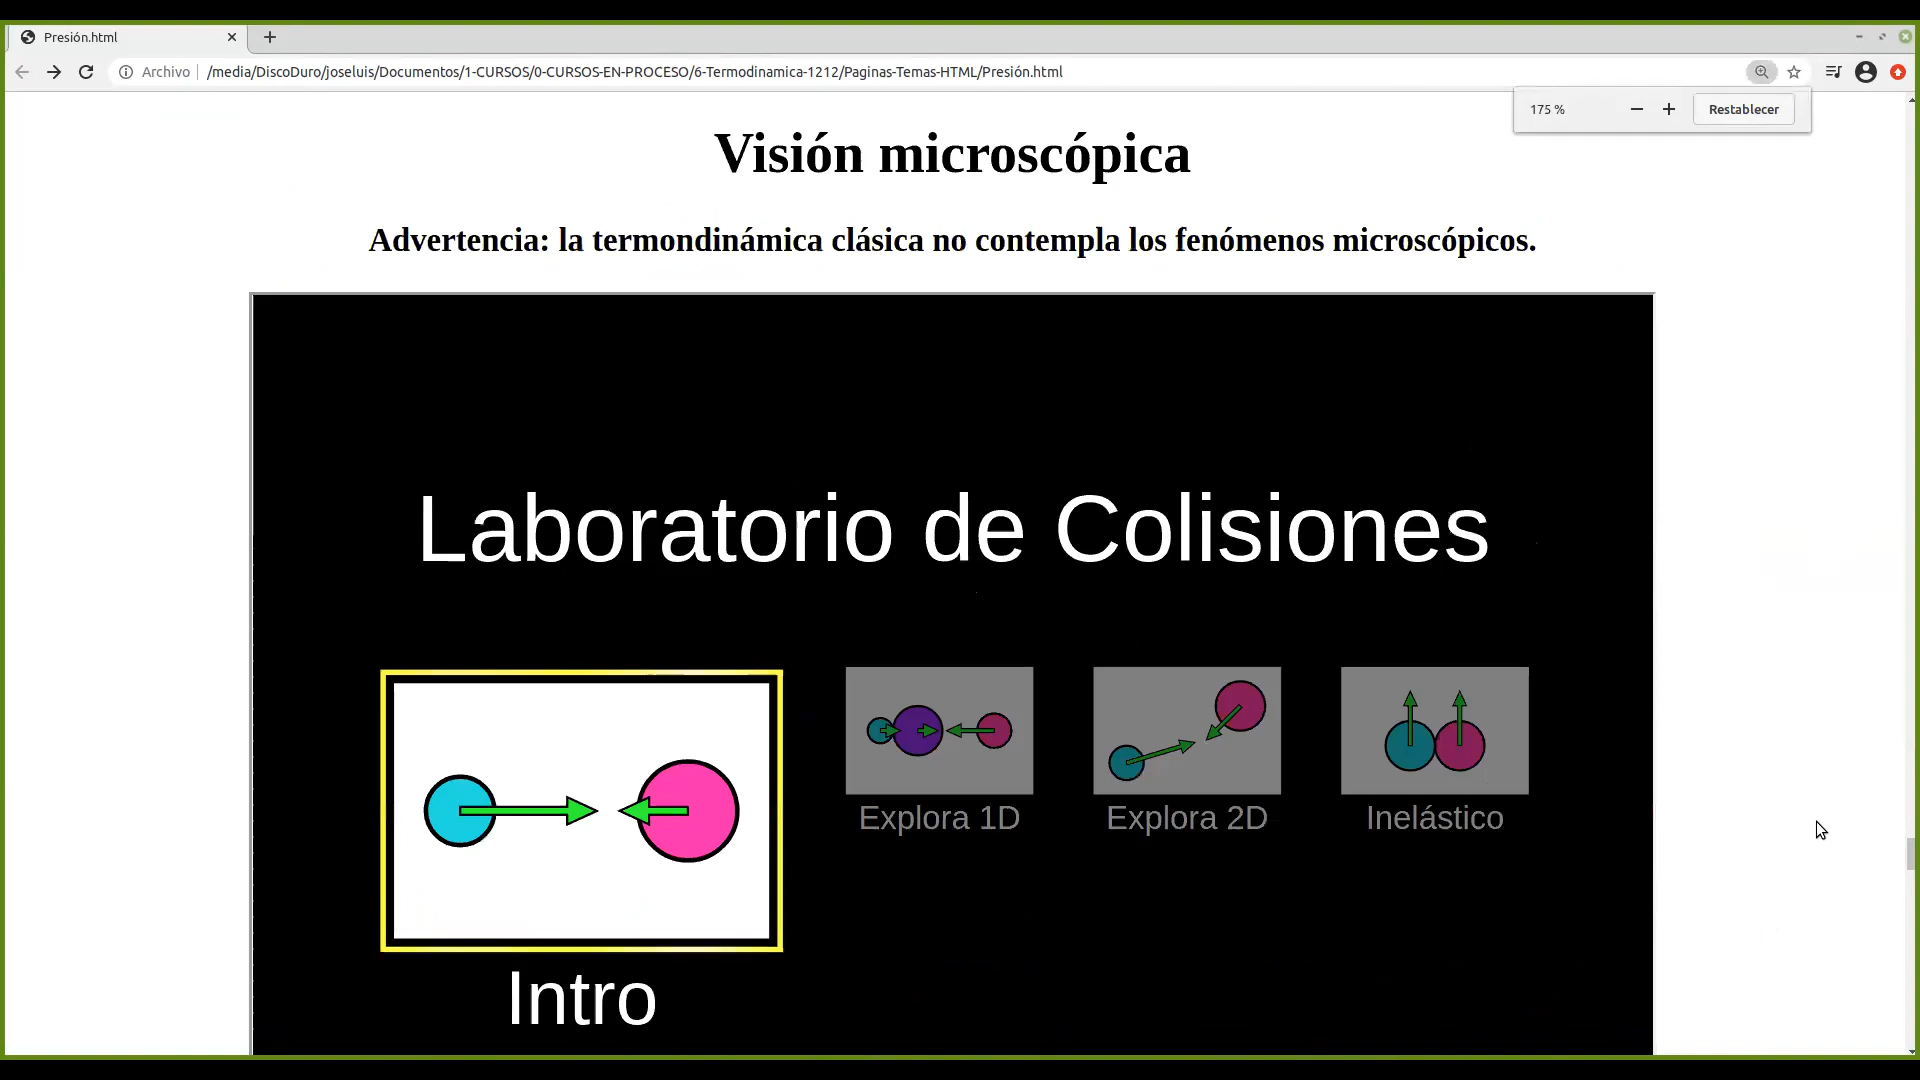 Presión.html
Archivo /media/DiscoDuro/joseluis/Documentos/1-CURSOS/0-CURSOS-EN-PROCESO/6-Termodinamica-1212/Paginas-Temas-HTML/Presión.html
175 % Restablecer
Visión microscópica
Advertencia: la termondinámica clásica no contempla los fenómenos microscópicos.
Laboratorio de Colisiones
Explora 1D Explora 2D Inelástico
Intro